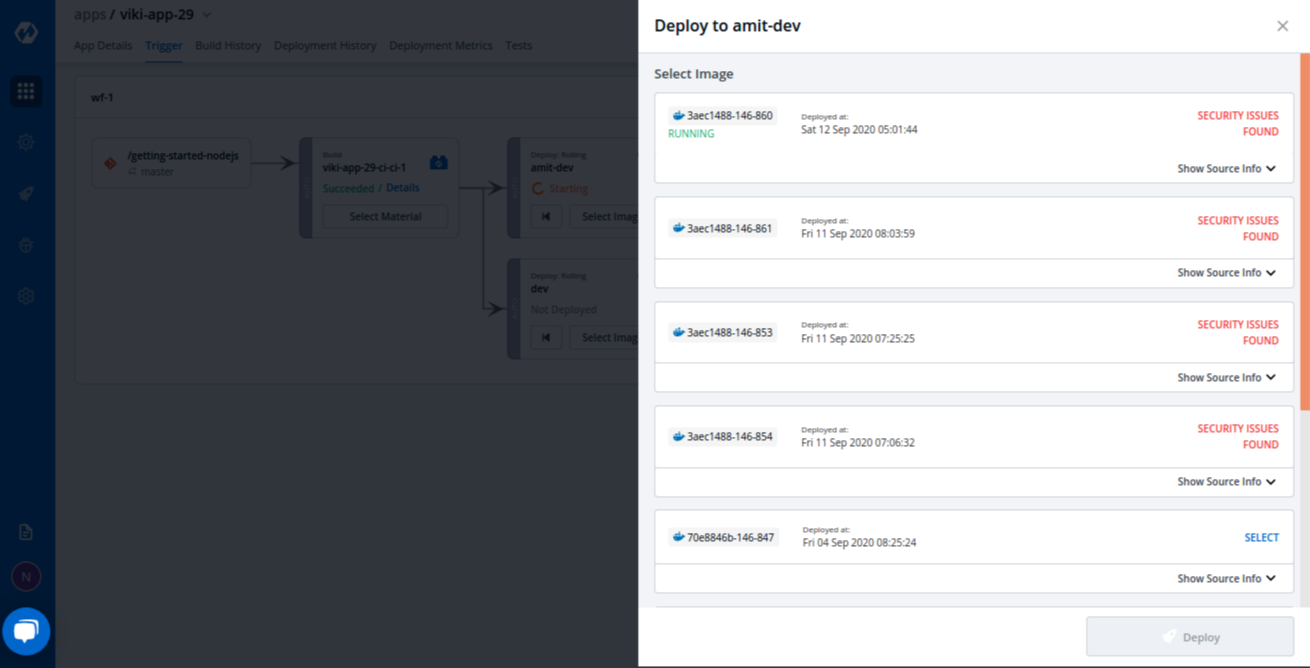 apps / viki-app-29
App Details Trigger Build History Deployment History Deployment Metrics Tests
wf-1
/getting-started-nodejs
master
Build
viki-app-29-ci-ci-1
Succeeded / Details
Select Material
Deploy: Rolling
amit-dev
Starting
Select Imag
Deploy: Rolling
dev
Not Deployed
Select Imag
N
Deploy to amit-dev
Select Image
3aec1488-146-860
RUNNING
Deployed at:
Sat 12 Sep 2020 05:01:44
SECURITY ISSUES
FOUND
Show Source Info
3aec1488-146-861
Deployed at:
Fri 11 Sep 2020 08:03:59
SECURITY ISSUES
FOUND
Show Source Info
3aec1488-146-853
Deployed at:
Fri 11 Sep 2020 07:25:25
SECURITY ISSUES
FOUND
Show Source Info
3aec1488-146-854
Deployed at:
Fri 11 Sep 2020 07:06:32
SECURITY ISSUES
FOUND
Show Source Info
70e8846b-146-847
Deployed at:
Fri 04 Sep 2020 08:25:24
SELECT
Show Source Info
Deploy